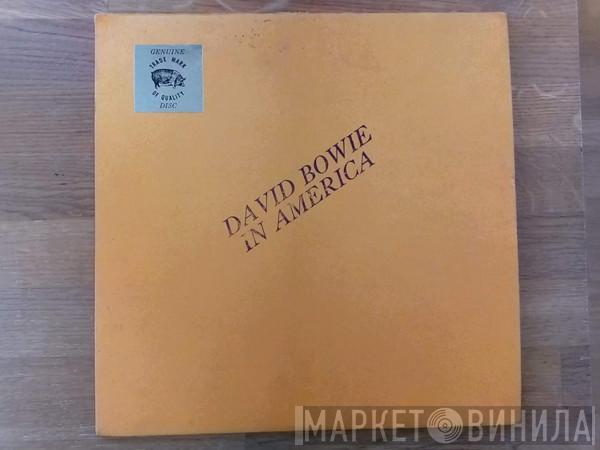 GENUINE
TRADE MARK
OF QUALITY
DISC
DAVID BOWIE
IN AMERICA
МАРКЕТ ВИНИЛА